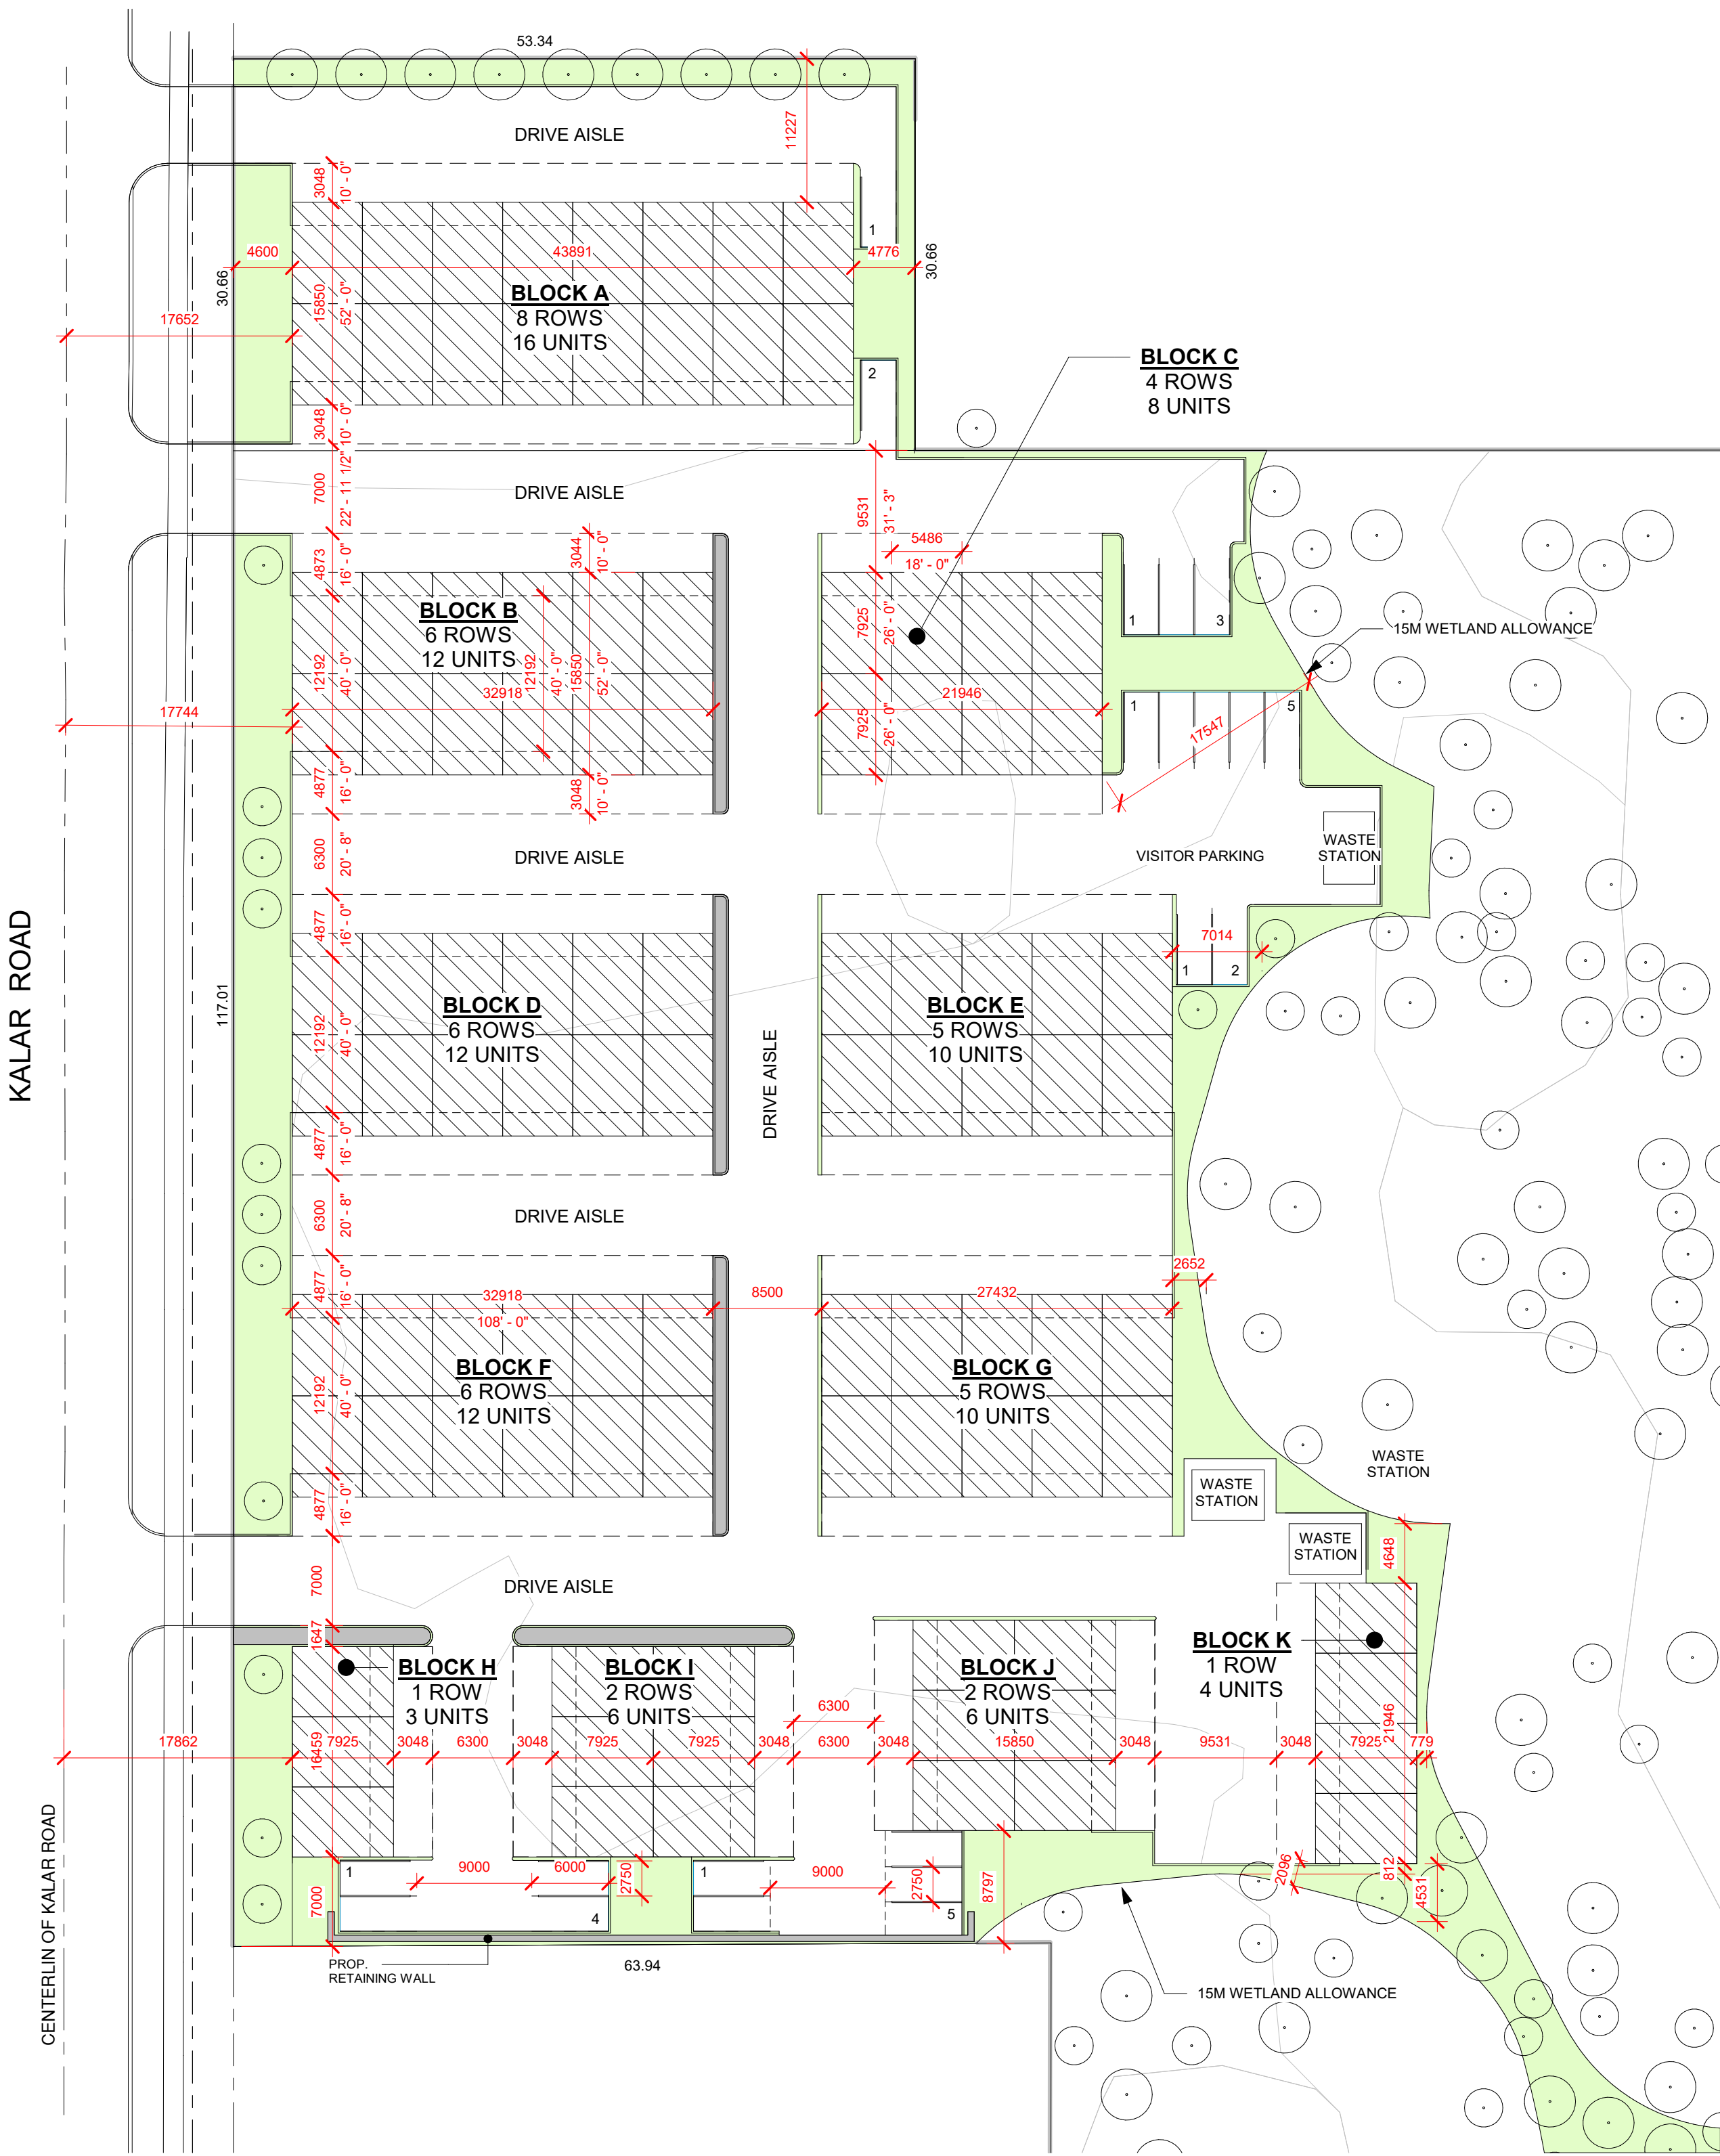 53.34
DRIVE AISLE
11227
3048
10' - 0"
1
4600
43891
4776
30.66
30.66
BLOCK A
8 ROWS
16 UNITS
15850
52' - 0"
17652
2
BLOCK C
4 ROWS
8 UNITS
3048
10' - 0"
7000
22' - 11 1/2"
DRIVE AISLE
9531
31' - 3"
5486
18' - 0"
4873
16' - 0"
3044
10' - 0"
BLOCK B
6 ROWS
12 UNITS
12192
40' - 0"
12192
40' - 0"
15850
52' - 0"
32918
7925
26' - 0"
1
3
15M WETLAND ALLOWANCE
21946
1
5
17547
17744
7925
26' - 0"
4877
16' - 0"
3048
10' - 0"
6300
20' - 8"
DRIVE AISLE
VISITOR PARKING
WASTE
STATION
4877
16' - 0"
7014
1
2
KALAR ROAD
117.01
BLOCK D
6 ROWS
12 UNITS
12192
40' - 0"
DRIVE AISLE
BLOCK E
5 ROWS
10 UNITS
4877
16' - 0"
6300
20' - 8"
DRIVE AISLE
2652
4877
16' - 0"
32918
108' - 0"
8500
27432
BLOCK F
6 ROWS
12 UNITS
12192
40' - 0"
BLOCK G
5 ROWS
10 UNITS
4877
16' - 0"
WASTE
STATION
WASTE
STATION
WASTE
STATION
4648
7000
DRIVE AISLE
1647
BLOCK H
1 ROW
3 UNITS
BLOCK I
2 ROWS
6 UNITS
BLOCK J
2 ROWS
6 UNITS
BLOCK K
1 ROW
4 UNITS
6300
21946
17862
16459
7925
3048
6300
3048
7925
7925
3048
6300
3048
15850
3048
9531
3048
7925
779
CENTERLIN OF KALAR ROAD
1
9000
6000
2750
1
9000
2750
8797
2096
812
4531
7000
4
5
PROP.
RETAINING WALL
63.94
15M WETLAND ALLOWANCE